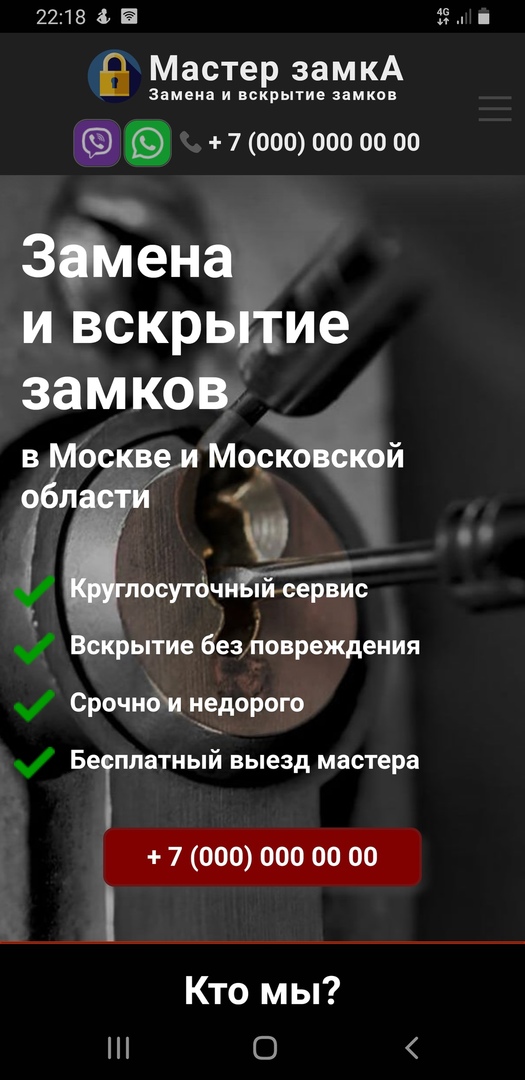 22:18
4G
Мастер замкА
Замена и вскрытие замков
+ 7 (000) 000 00 00
Замена
и вскрытие
замков
в Москве и Московской
области
Круглосуточный сервис
Вскрытие без повреждения
Срочно и недорого
Бесплатный выезд мастера
+ 7 (000) 000 00 00
Кто мы?